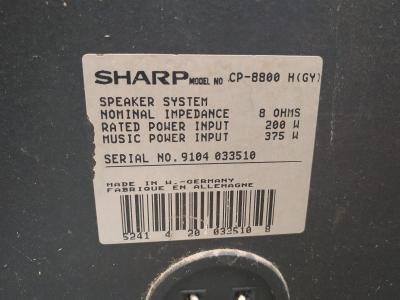 SHARP MODEL NO. CP-8800 H(GY)
SPEAKER SYSTEM
NOMINAL IMPEDANCE 8 OHMS
RATED POWER INPUT 200 W
MUSIC POWER INPUT 375 W
SERIAL NO. 9104 033510
MADE IN W.-GERMANY
FABRIQUE EN ALLEMAGNE
5241 4 20 033510 8